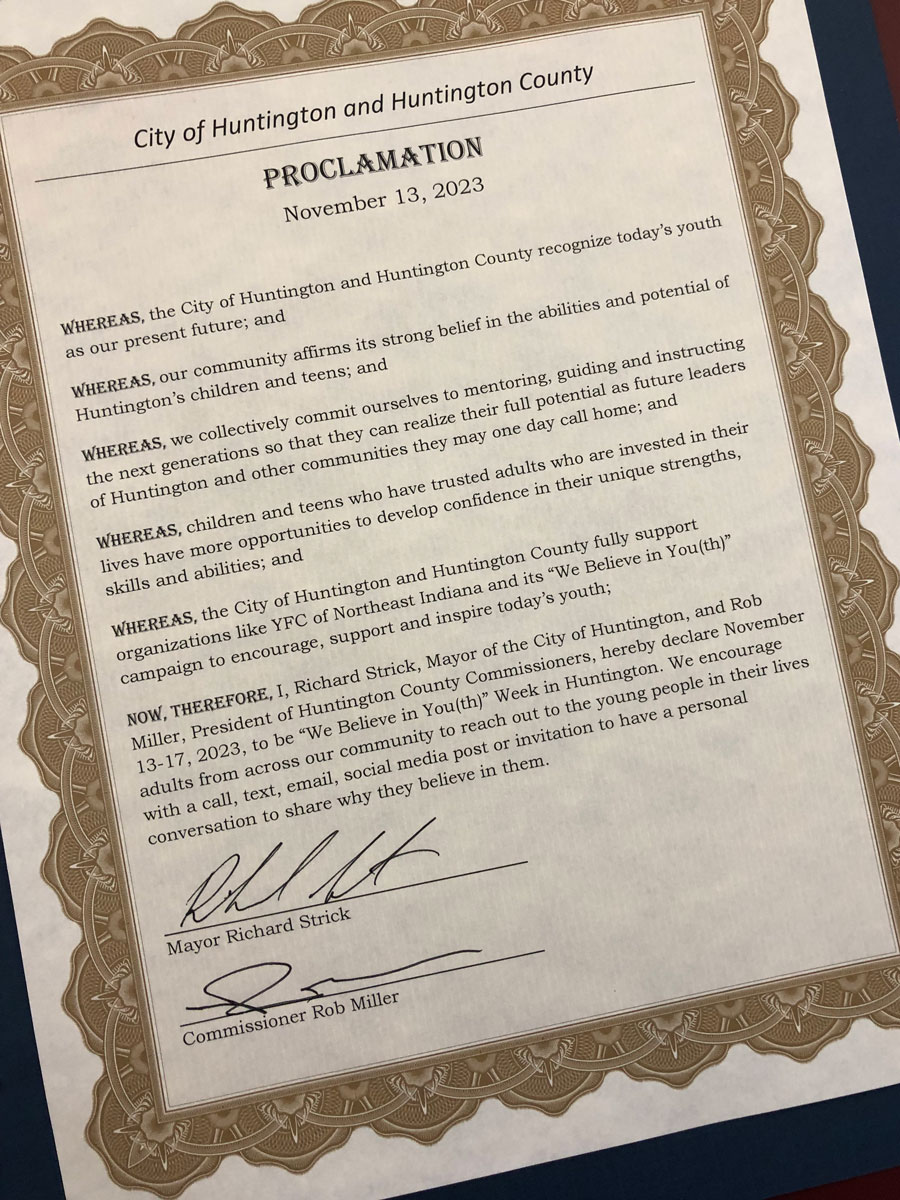 City of Huntington and Huntington County
PROCLAMATION
November 13, 2023
WHEREAS, the City of Huntington and Huntington County recognize today's youth
as our present future; and
WHEREAS, our community affirms its strong belief in the abilities and potential of
Huntington's children and teens; and
WHEREAS, we collectively commit ourselves to mentoring, guiding and instructing
the next generations so that they can realize their full potential as future leaders
of Huntington and other communities they may one day call home; and
WHEREAS, children and teens who have trusted adults who are invested in their
lives have more opportunities to develop confidence in their unique strengths,
skills and abilities; and
WHEREAS, the City of Huntington and Huntington County fully support
organizations like YFC of Northeast Indiana and its "We Believe in You(th)"
campaign to encourage, support and inspire today's youth;
NOW, THEREFORE, I, Richard Strick, Mayor of the City of Huntington, and Rob
Miller, President of Huntington County Commissioners, hereby declare November
13-17, 2023, to be "We Believe in You(th)" Week in Huntington. We encourage
adults from across our community to reach out to the young people in their lives
with a call, text, email, social media post or invitation to have a personal
conversation to share why they believe in them.
Mayor Richard Strick
Commissioner Rob Miller